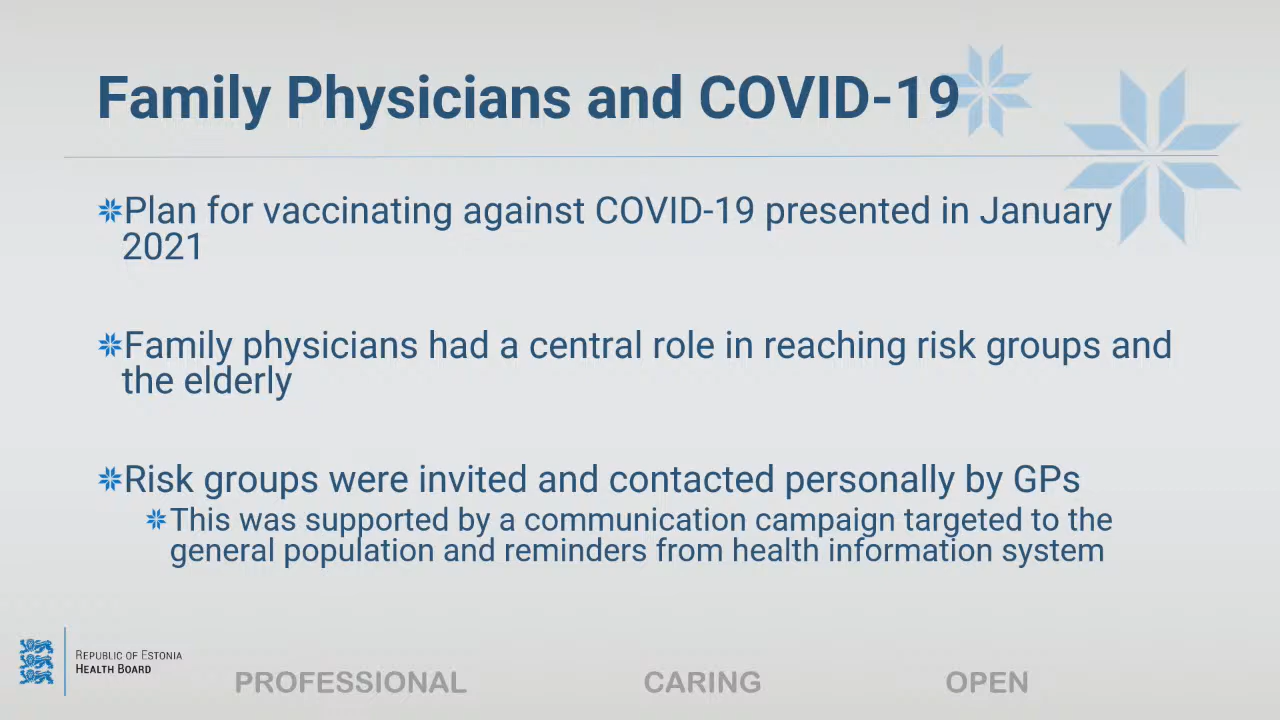 Family Physicians and COVID-19
Plan for vaccinating against COVID-19 presented in January
2021
Family physicians had a central role in reaching risk groups and
the elderly
Risk groups were invited and contacted personally by GPs
This was supported by a communication campaign targeted to the
general population and reminders from health information system
REPUBLIC OF ESTONIA
HEALTH BOARD
PROFESSIONAL CARING OPEN